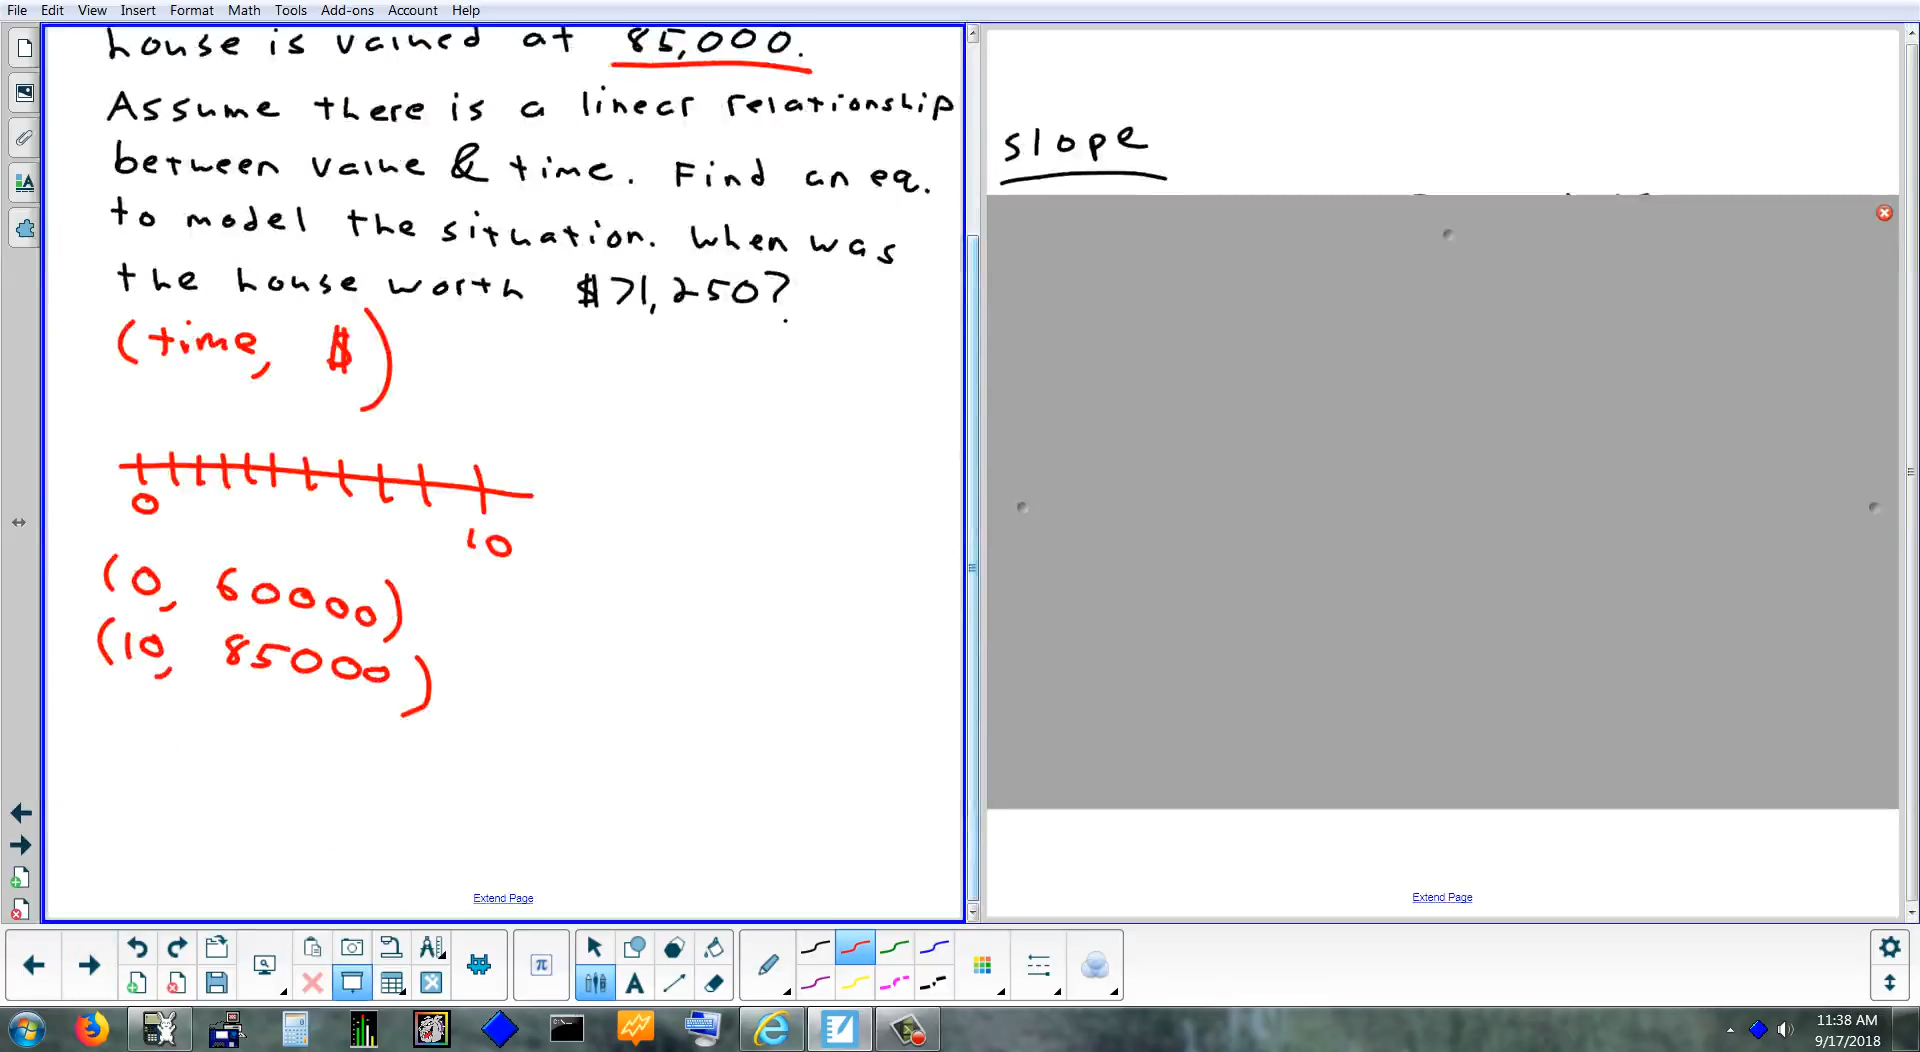 File Edit View Insert Format Math Tools Add-ons Account Help
house is valued at 85,000.
Assume there is a linear relationship
between value & time. Find an eq.
to model the situation. When was
the house worth $71,250?
(time, $)
0
10
(0, 60000)
(10, 85000)
Extend Page
slope
Extend Page
11:38 AM
9/17/2018